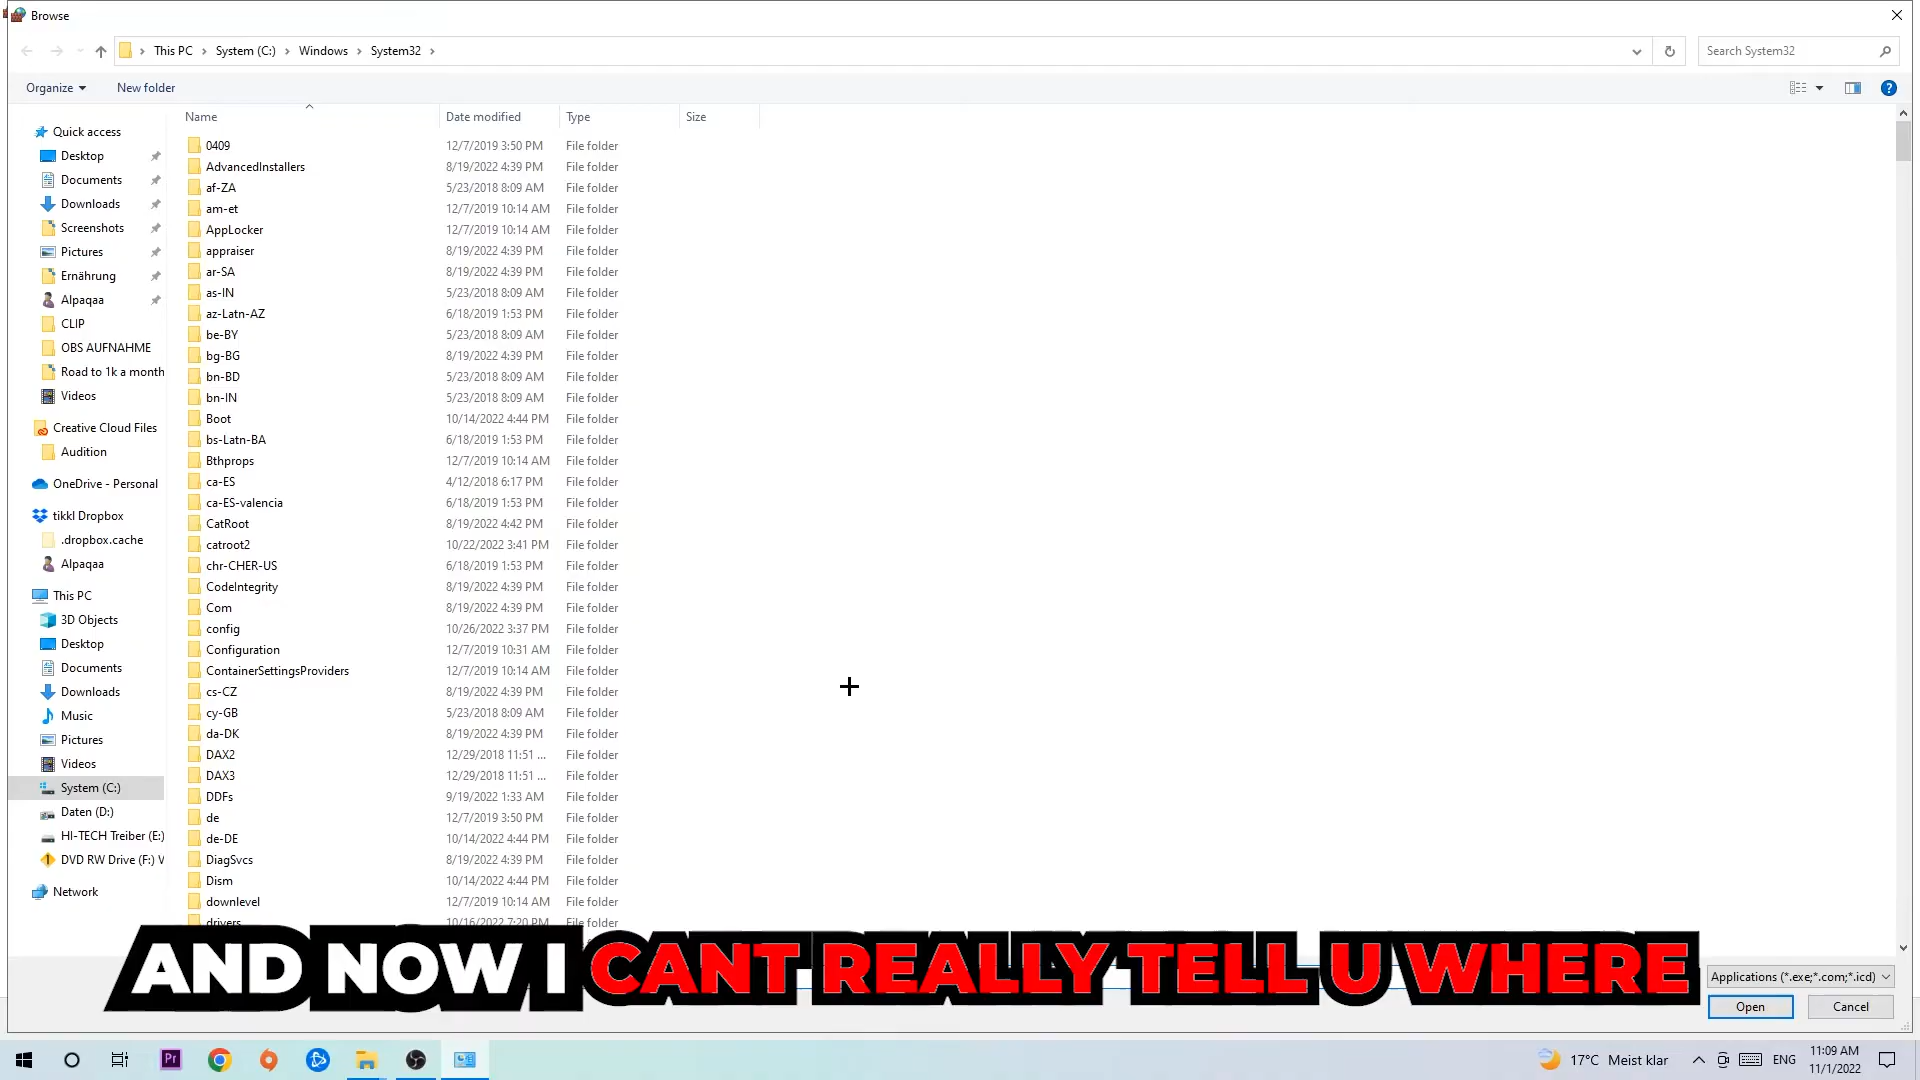 Browse
This PC > System (C:) > Windows > System32 >
Search System32
Organize
New folder
Name Date modified Type Size
Quick access
Desktop
Documents
Downloads
Screenshots
Pictures
Ernährung
Alpaqaa
CLIP
OBS AUFNAHME
Road to 1k a month
Videos
Creative Cloud Files
Audition
OneDrive - Personal
tikkl Dropbox
.dropbox.cache
Alpaqaa
This PC
3D Objects
Desktop
Documents
Downloads
Music
Pictures
Videos
System (C:)
Daten (D:)
HI-TECH Treiber (E:)
DVD RW Drive (F:) V
Network
0409 12/7/2019 3:50 PM File folder
AdvancedInstallers 8/19/2022 4:39 PM File folder
af-ZA 5/23/2018 8:09 AM File folder
am-et 12/7/2019 10:14 AM File folder
AppLocker 12/7/2019 10:14 AM File folder
appraiser 8/19/2022 4:39 PM File folder
ar-SA 8/19/2022 4:39 PM File folder
as-IN 5/23/2018 8:09 AM File folder
az-Latn-AZ 6/18/2019 1:53 PM File folder
be-BY 5/23/2018 8:09 AM File folder
bg-BG 8/19/2022 4:39 PM File folder
bn-BD 5/23/2018 8:09 AM File folder
bn-IN 5/23/2018 8:09 AM File folder
Boot 10/14/2022 4:44 PM File folder
bs-Latn-BA 6/18/2019 1:53 PM File folder
Bthprops 12/7/2019 10:14 AM File folder
ca-ES 4/12/2018 6:17 PM File folder
ca-ES-valencia 6/18/2019 1:53 PM File folder
CatRoot 8/19/2022 4:42 PM File folder
catroot2 10/22/2022 3:41 PM File folder
chr-CHER-US 6/18/2019 1:53 PM File folder
CodeIntegrity 8/19/2022 4:39 PM File folder
Com 8/19/2022 4:39 PM File folder
config 10/26/2022 3:37 PM File folder
Configuration 12/7/2019 10:31 AM File folder
ContainerSettingsProviders 12/7/2019 10:14 AM File folder
cs-CZ 8/19/2022 4:39 PM File folder
cy-GB 5/23/2018 8:09 AM File folder
da-DK 8/19/2022 4:39 PM File folder
DAX2 12/29/2018 11:51 ... File folder
DAX3 12/29/2018 11:51 ... File folder
DDFs 9/19/2022 1:33 AM File folder
de 12/7/2019 3:50 PM File folder
de-DE 10/14/2022 4:44 PM File folder
DiagSvcs 8/19/2022 4:39 PM File folder
Dism 10/14/2022 4:44 PM File folder
downlevel 12/7/2019 10:14 AM File folder
drivers 10/16/2022 7:20 PM File folder
AND NOW I CANT REALLY TELL U WHERE
Applications (*.exe;*.com;*.icd)
Open
Cancel
Pr
17°C Meist klar
ENG
11:09 AM
11/1/2022